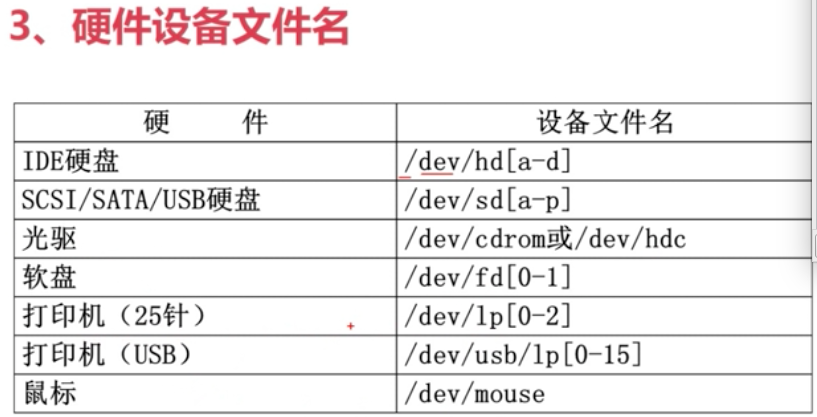 3、硬件设备文件名
硬 件 设备文件名
IDE硬盘 /dev/hd[a-d]
SCSI/SATA/USB硬盘 /dev/sd[a-p]
光驱 /dev/cdrom或/dev/hdc
软盘 /dev/fd[0-1]
打印机（25针） /dev/lp[0-2]
打印机（USB） /dev/usb/lp[0-15]
鼠标 /dev/mouse